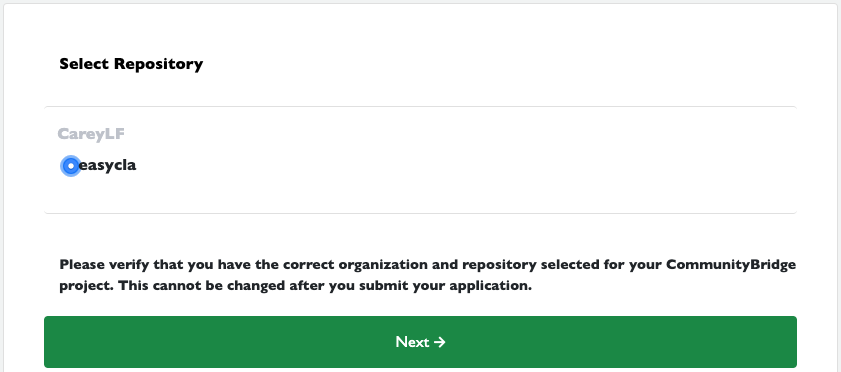 Select Repository
CareyLF
easycla
Please verify that you have the correct organization and repository selected for your CommunityBridge
project. This cannot be changed after you submit your application.
Next →